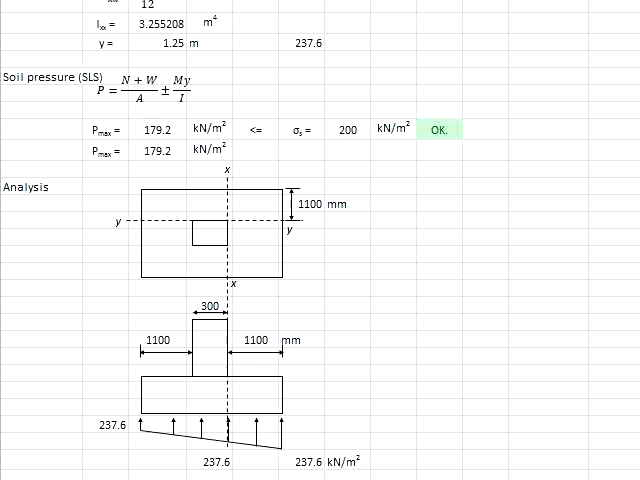 12
Ixx = 3.255208 m⁴
y = 1.25 m 237.6
Soil pressure (SLS)
P = N + W / A ± My / I
Pmax = 179.2 kN/m² <= σs = 200 kN/m² OK.
Pmax = 179.2 kN/m²
x
Analysis
1100 mm
y
y
x
300
1100 1100 mm
237.6
237.6 237.6 kN/m²